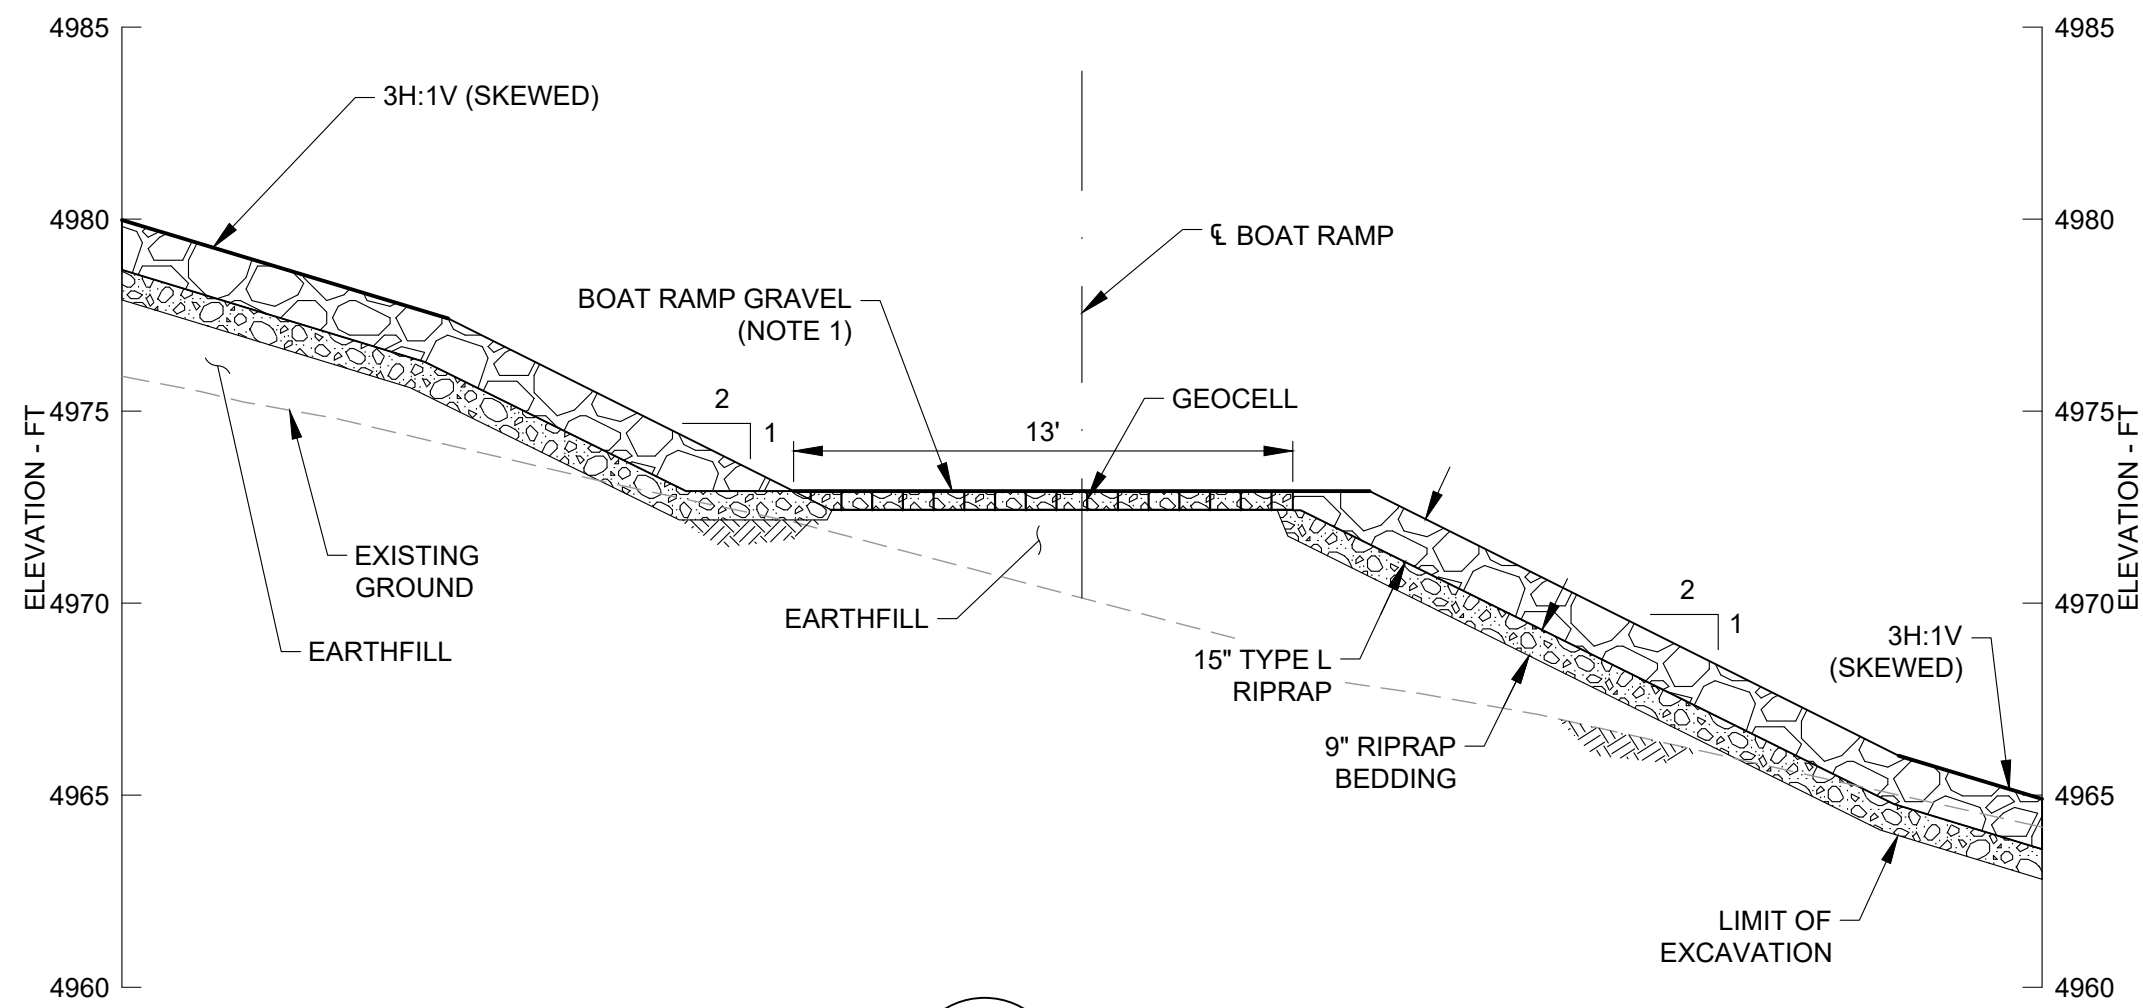 4985
4980
4975
4970
4965
4960
ELEVATION - FT
3H:1V (SKEWED)
BOAT RAMP GRAVEL
(NOTE 1)
2
1
EXISTING
GROUND
EARTHFILL
℄ BOAT RAMP
GEOCELL
13'
EARTHFILL
15" TYPE L
RIPRAP
9" RIPRAP
BEDDING
2
1
3H:1V
(SKEWED)
LIMIT OF
EXCAVATION
4985
4980
4975
4970
4965
4960
ELEVATION - FT